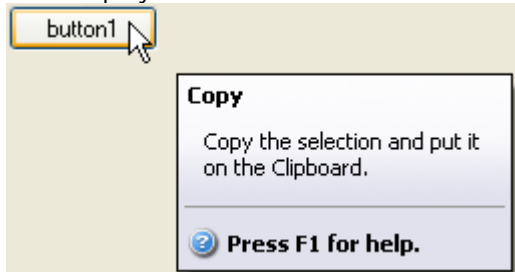 button1
Copy
Copy the selection and put it
on the Clipboard.
Press F1 for help.